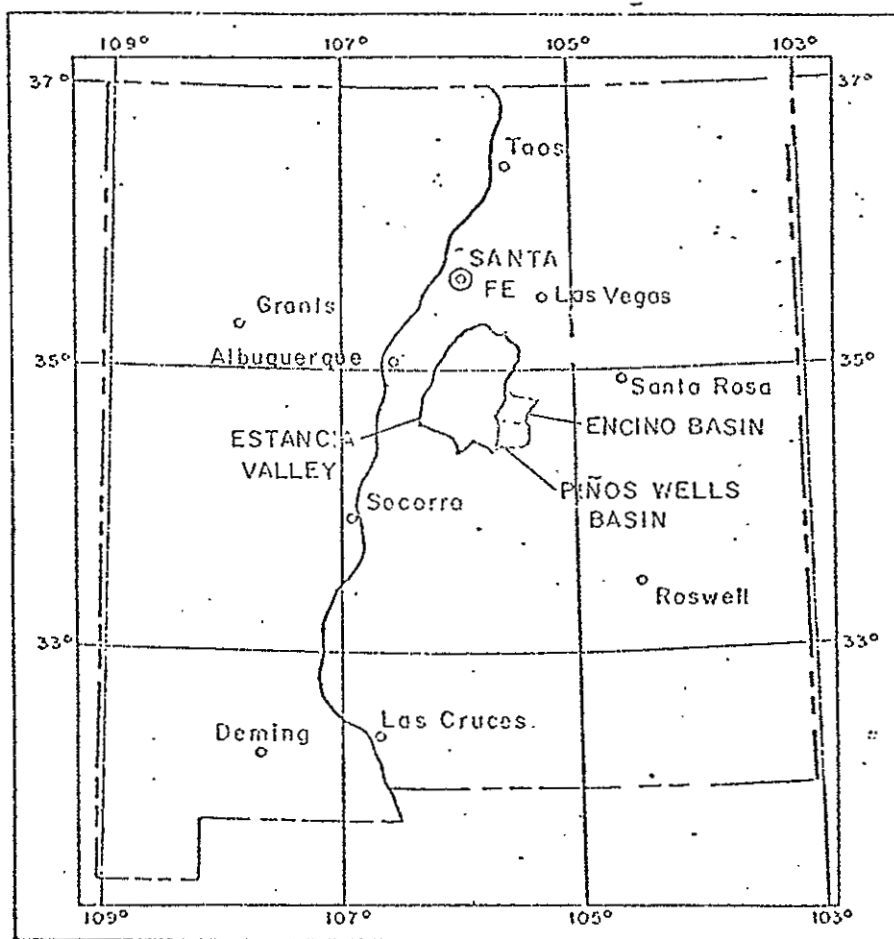 109° 107° 105° 103°
37° 37°
Taos
SANTA
FE
Las Vegas
Grants
35° Albuquerque 35°
Santa Rosa
ESTANCIA
VALLEY
ENCINO BASIN
PIÑOS WELLS
BASIN
Socorro
Roswell
33° 33°
Deming
Las Cruces
109° 107° 105° 103°